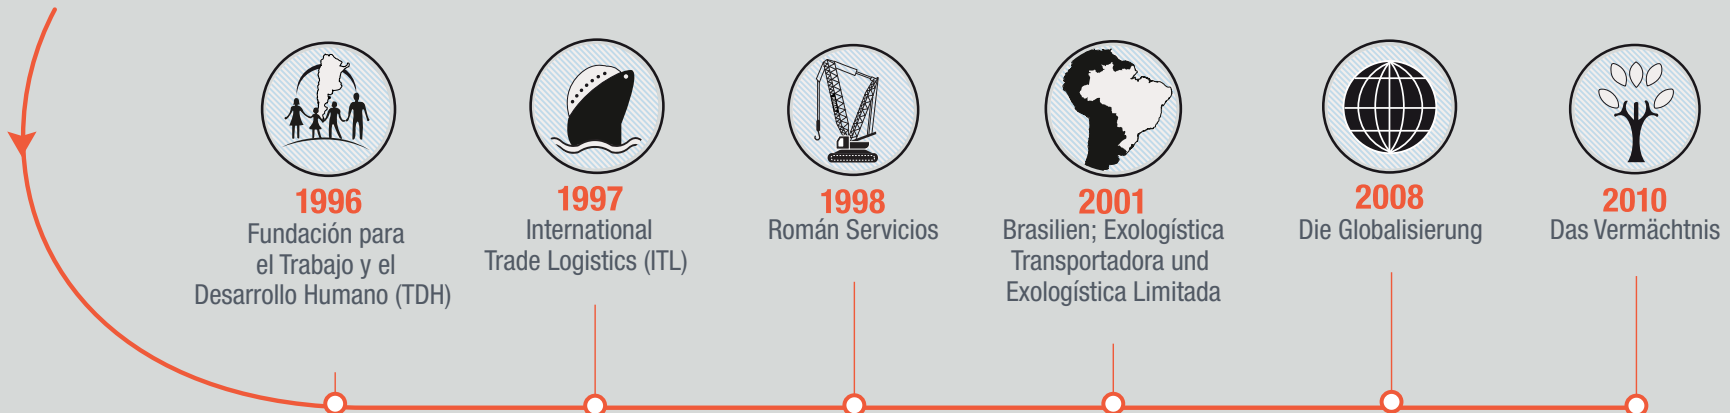 1996
Fundación para
el Trabajo y el
Desarrollo Humano (TDH)
1997
International
Trade Logistics (ITL)
1998
Román Servicios
2001
Brasilien; Exologística
Transportadora und
Exologística Limitada
2008
Die Globalisierung
2010
Das Vermächtnis